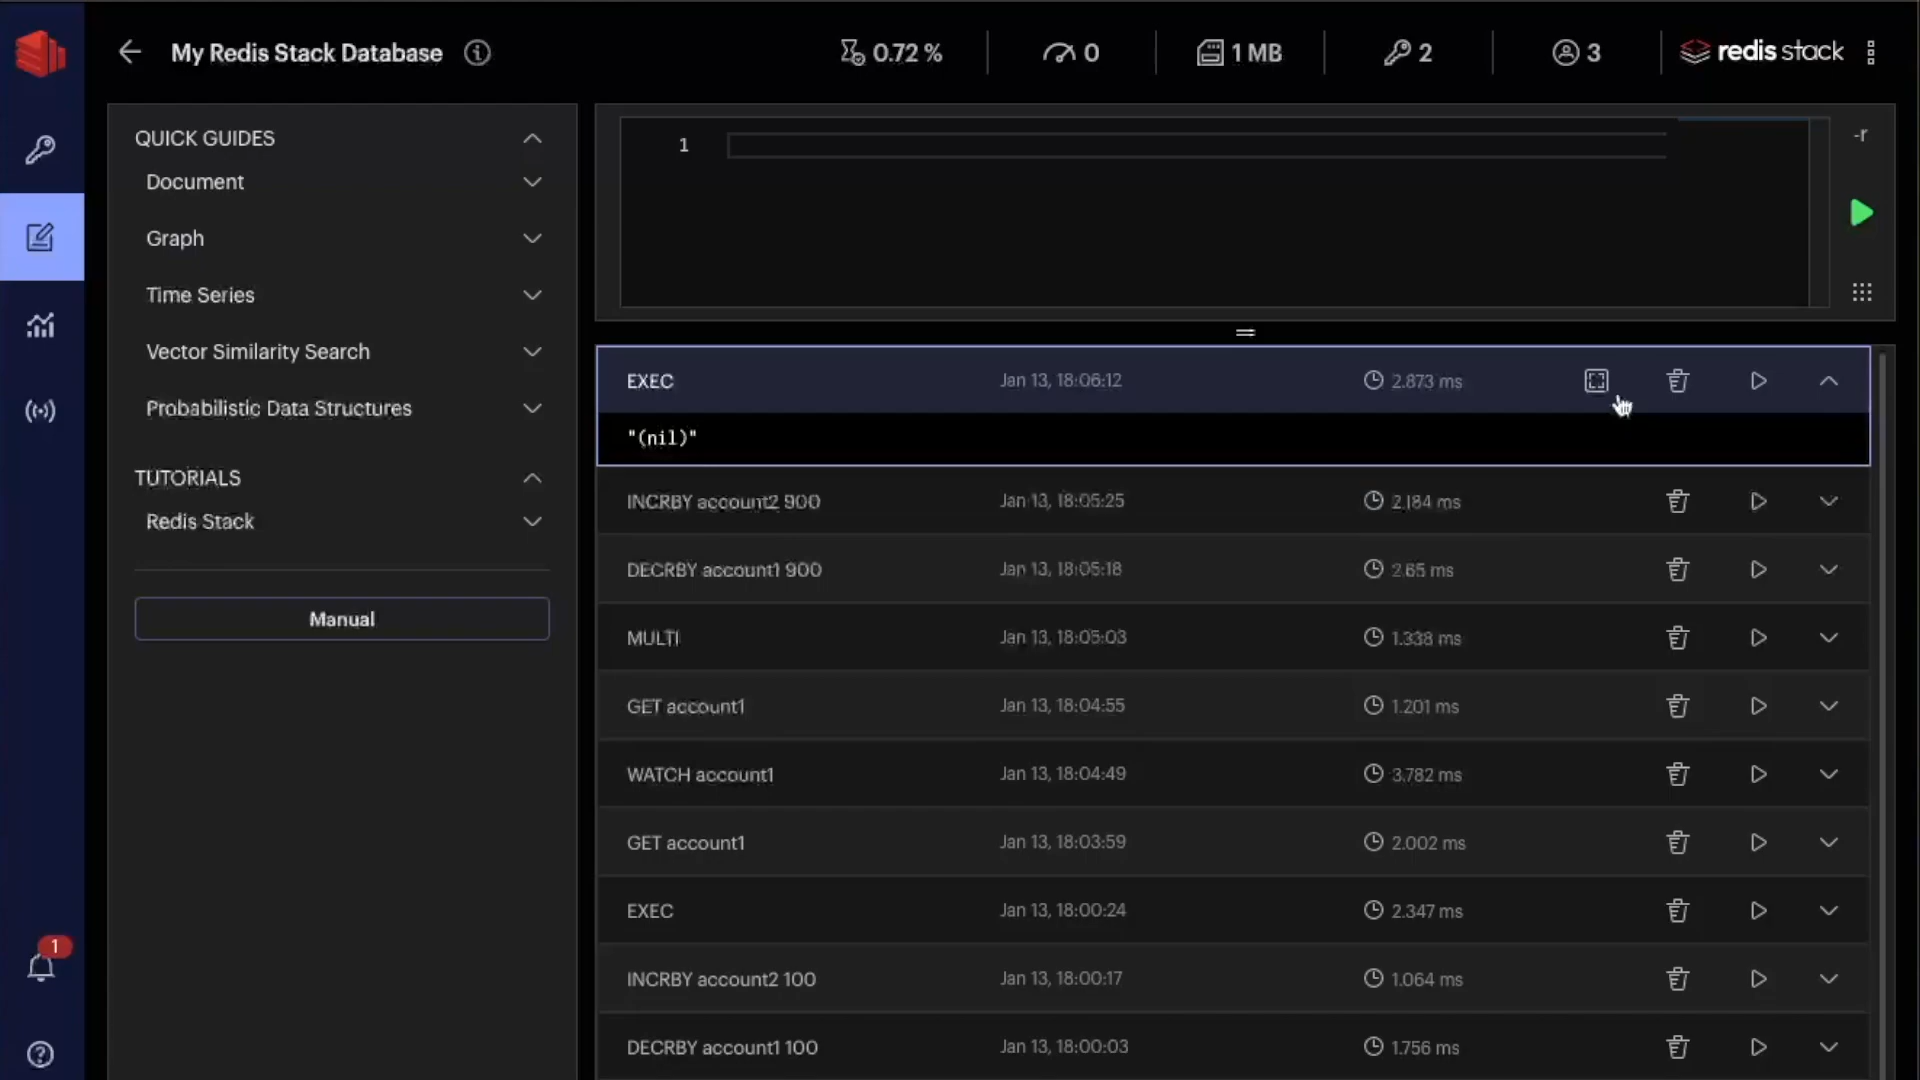 My Redis Stack Database
0.72 %
0
1 MB
2
3
redis stack
QUICK GUIDES
Document
Graph
Time Series
Vector Similarity Search
Probabilistic Data Structures
TUTORIALS
Redis Stack
Manual
1
-r
EXEC Jan 13, 18:06:12 2.873 ms
"(nil)"
INCRBY account2 900 Jan 13, 18:05:25 2.184 ms
DECRBY account1 900 Jan 13, 18:05:18 2.65 ms
MULTI Jan 13, 18:05:03 1.338 ms
GET account1 Jan 13, 18:04:55 1.201 ms
WATCH account1 Jan 13, 18:04:49 3.782 ms
GET account1 Jan 13, 18:03:59 2.002 ms
EXEC Jan 13, 18:00:24 2.347 ms
INCRBY account2 100 Jan 13, 18:00:17 1.064 ms
DECRBY account1 100 Jan 13, 18:00:03 1.756 ms
1